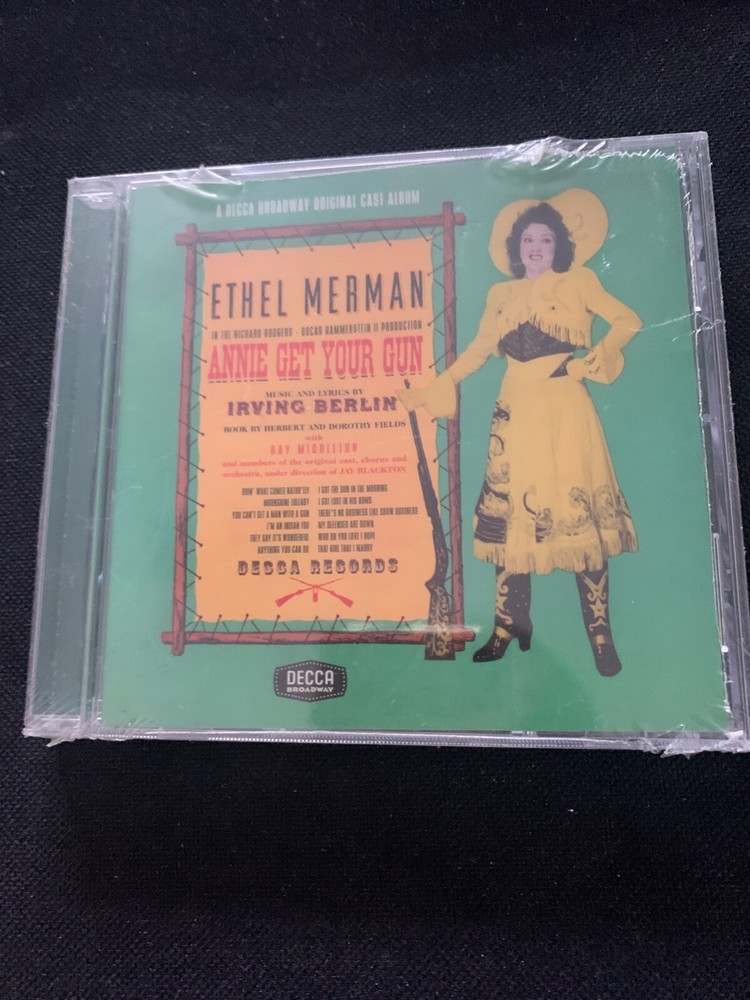 A DECCA BROADWAY ORIGINAL CAST ALBUM
ETHEL MERMAN
IN THE RICHARD RODGERS · OSCAR HAMMERSTEIN II PRODUCTION
ANNIE GET YOUR GUN
MUSIC AND LYRICS BY
IRVING BERLIN
BOOK BY HERBERT AND DOROTHY FIELDS
with
RAY MIDDLETON
and members of the original cast, chorus and
orchestra, under direction of JAY BLACKTON
DOIN' WHAT COMES NATUR'LLY
MOONSHINE LULLABY
YOU CAN'T GET A MAN WITH A GUN
I'M AN INDIAN TOO
THEY SAY IT'S WONDERFUL
ANYTHING YOU CAN DO
I GOT THE SUN IN THE MORNING
I GOT LOST IN HIS ARMS
THERE'S NO BUSINESS LIKE SHOW BUSINESS
MY DEFENSES ARE DOWN
WHO DO YOU LOVE I HOPE
THAT GIRL THAT I MARRY
DECCA RECORDS
DECCA
BROADWAY